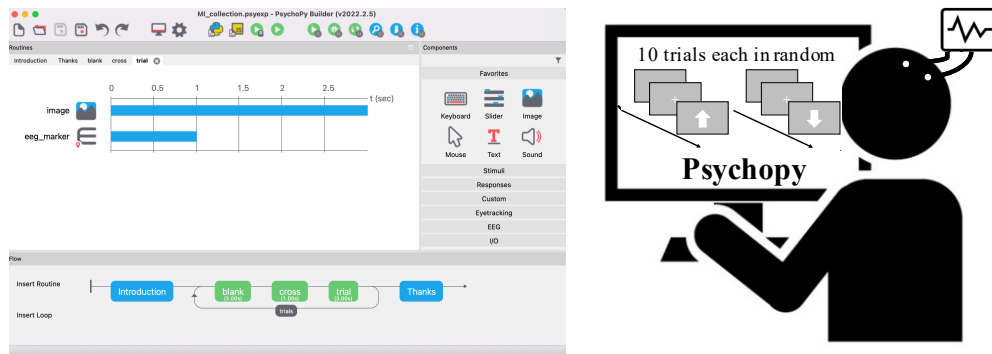 MI_collection.psyexp - PsychoPy Builder (v2022.2.5)
Routines
Introduction Thanks blank cross trial
0 0.5 1 1.5 2 2.5
t (sec)
image
eeg_marker
Components
Favorites
Keyboard Slider Image
Mouse Text Sound
Stimuli
Responses
Custom
Eyetracking
EEG
I/O
Flow
Insert Routine
Insert Loop
Introduction
blank
(3.00s)
cross
(1.00s)
trial
(3.00s)
Thanks
trials
10 trials each in random
Psychopy